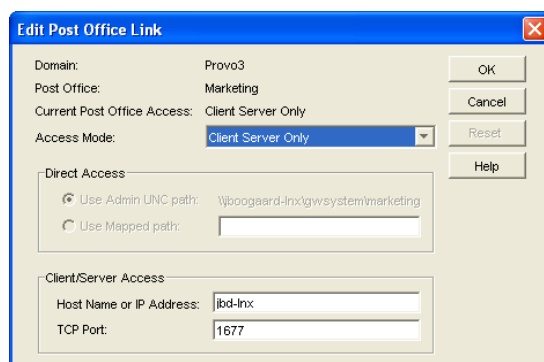 Edit Post Office Link
Domain: Provo3
OK
Post Office: Marketing
Current Post Office Access: Client Server Only
Cancel
Access Mode: Client Server Only
Reset
Help
Direct Access
Use Admin UNC path: \\jboogaard-lnx\gwsystem\marketing
Use Mapped path:
Client/Server Access
Host Name or IP Address: jbd-lnx
TCP Port: 1677